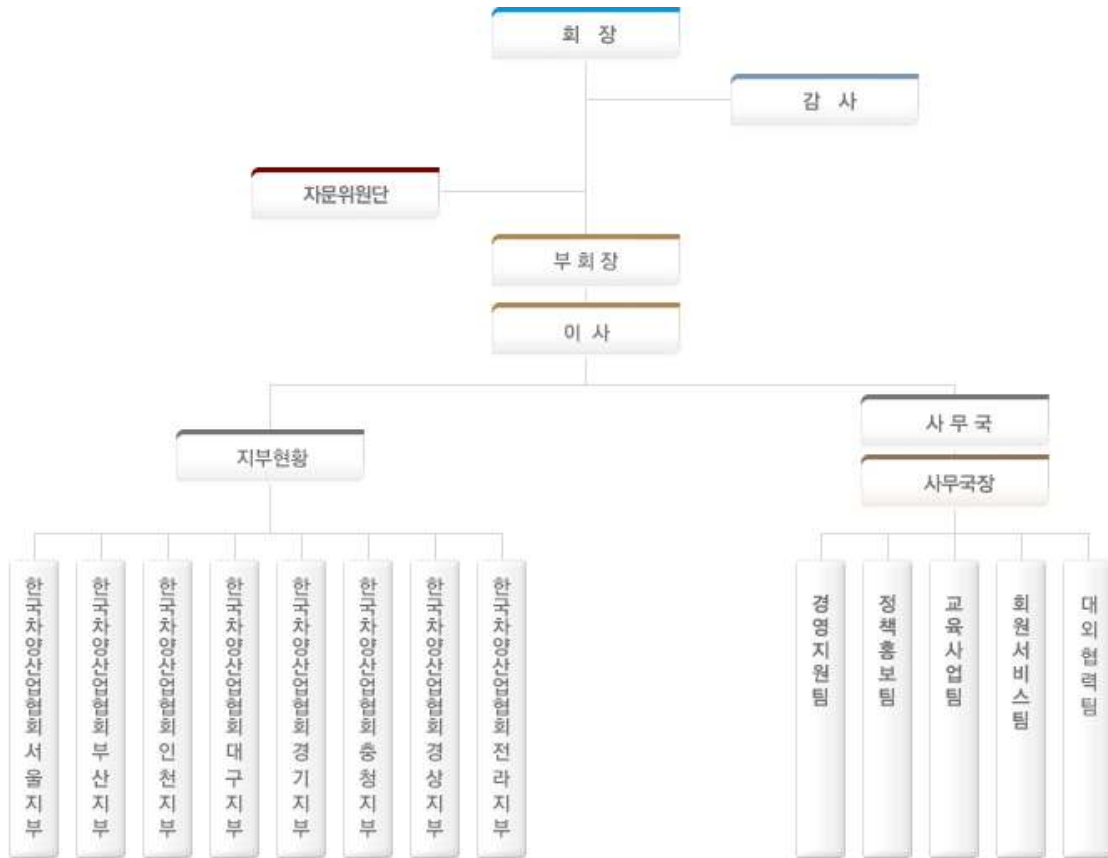 회 장
감 사
자문위원단
부 회 장
이 사
사 무 국
지부현황
사무국장
한국차양산업협회 서울지부
한국차양산업협회 부산지부
한국차양산업협회 인천지부
한국차양산업협회 대구지부
한국차양산업협회 경기지부
한국차양산업협회 충청지부
한국차양산업협회 경상지부
한국차양산업협회 전라지부
경영지원팀
정책홍보팀
교육사업팀
회원서비스팀
대외협력팀